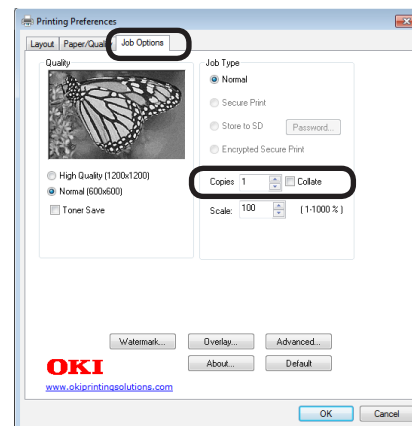 Printing Preferences
Layout Paper/Quality Job Options
Quality
Job Type
Normal
Secure Print
Store to SD Password...
Encrypted Secure Print
High Quality (1200x1200)
Normal (600x600)
Toner Save
Copies 1 Collate
Scale: 100 ( 1-1000 % )
Watermark... Overlay... Advanced...
OKI About... Default
www.okiprintingsolutions.com
OK Cancel